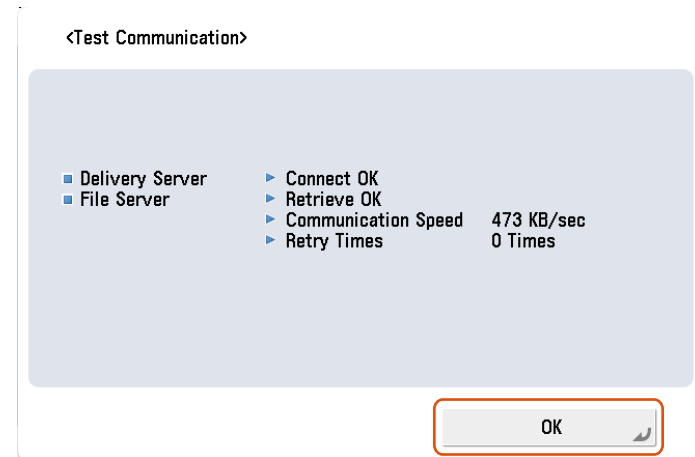 <Test Communication>
Delivery Server Connect OK
File Server Retrieve OK
Communication Speed 473 KB/sec
Retry Times 0 Times
OK